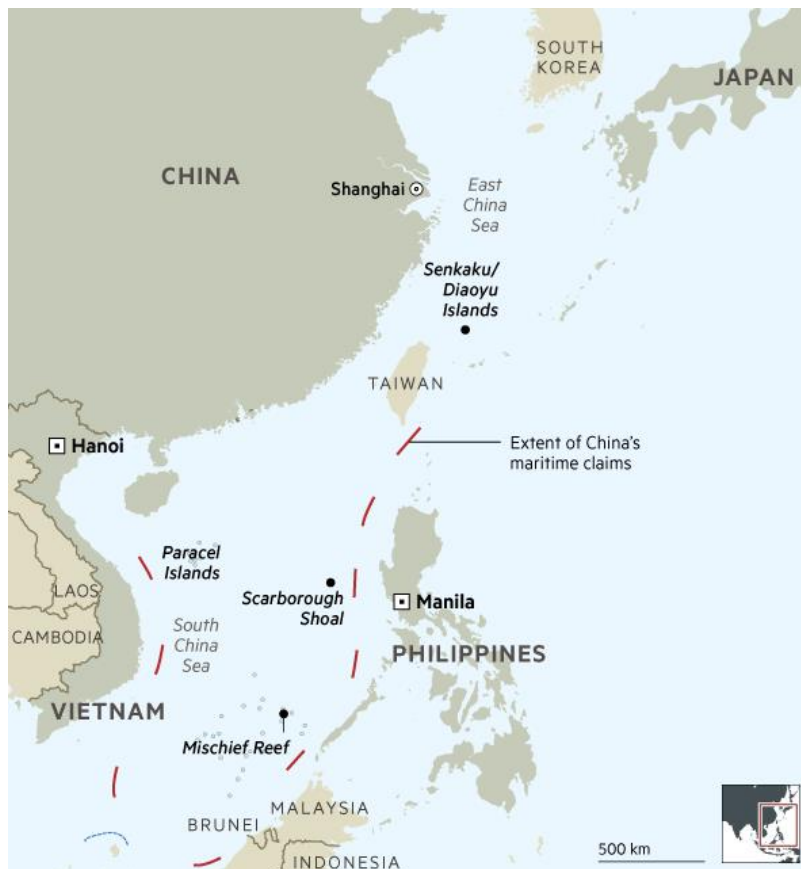 SOUTH
KOREA
JAPAN
CHINA
Shanghai
East
China
Sea
Senkaku/
Diaoyu
Islands
TAIWAN
Hanoi
Extent of China’s
maritime claims
Paracel
Islands
LAOS
Scarborough
Shoal
Manila
CAMBODIA
South
China
Sea
PHILIPPINES
VIETNAM
Mischief Reef
MALAYSIA
BRUNEI
INDONESIA
500 km